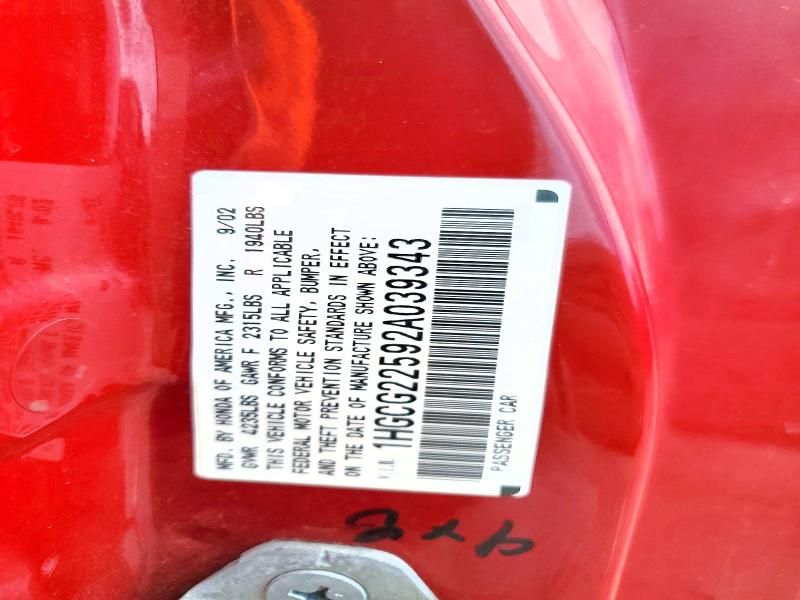 MFD. BY HONDA OF AMERICA MFG., INC. 9/02
GVWR 4235LBS GAWR F 2315LBS R 1940LBS
THIS VEHICLE CONFORMS TO ALL APPLICABLE
FEDERAL MOTOR VEHICLE SAFETY, BUMPER,
AND THEFT PREVENTION STANDARDS IN EFFECT
ON THE DATE OF MANUFACTURE SHOWN ABOVE:
V.I.N. 1HGCG22592A039343
PASSENGER CAR